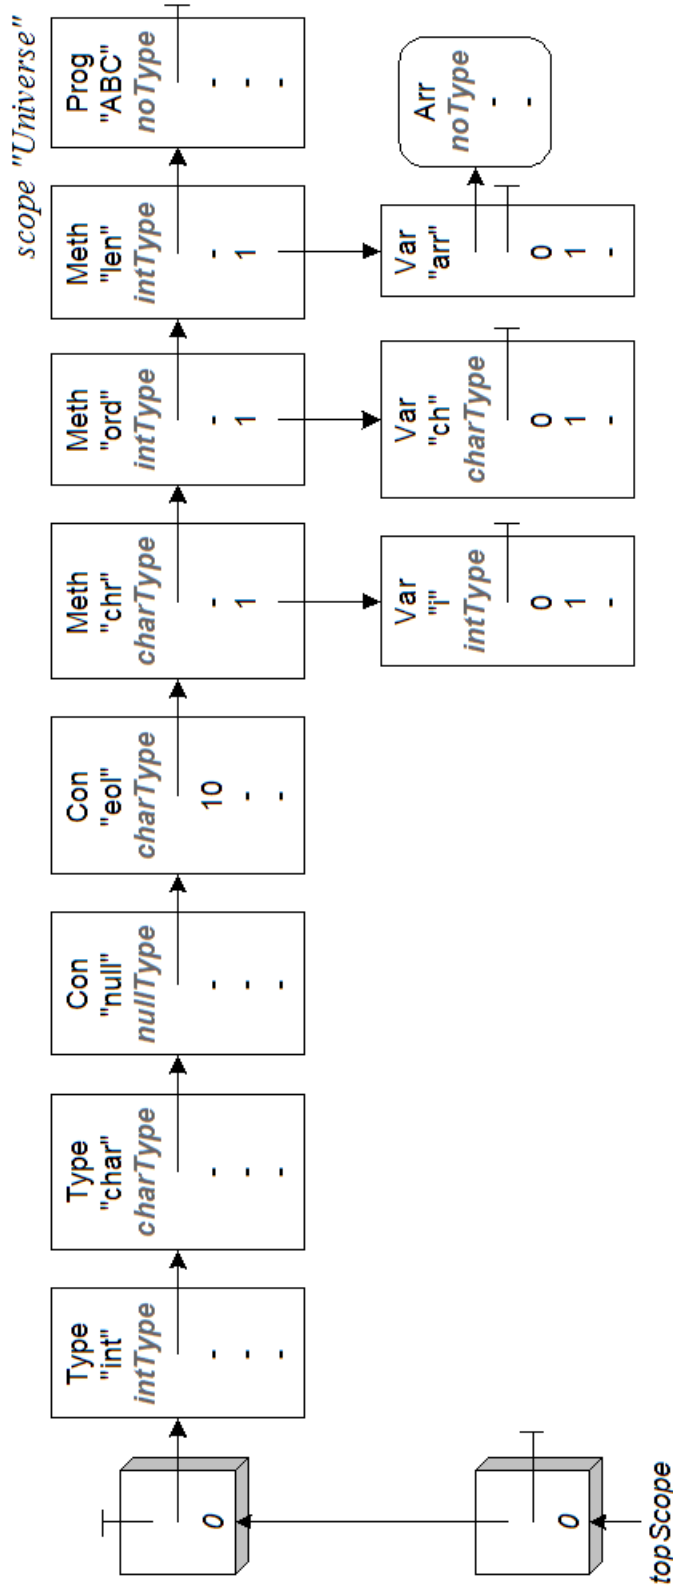 scope "Universe"
0
Type
"int"
intType
-
-
-
Type
"char"
charType
-
-
-
Con
"null"
nullType
-
-
-
Con
"eol"
charType
10
-
-
Meth
"chr"
charType
-
1
Meth
"ord"
intType
-
1
Meth
"len"
intType
-
1
Prog
"ABC"
noType
-
-
-
Var
"i"
intType
0
1
-
Var
"ch"
charType
0
1
-
Var
"arr"
0
1
-
Arr
noType
-
-
0
topScope